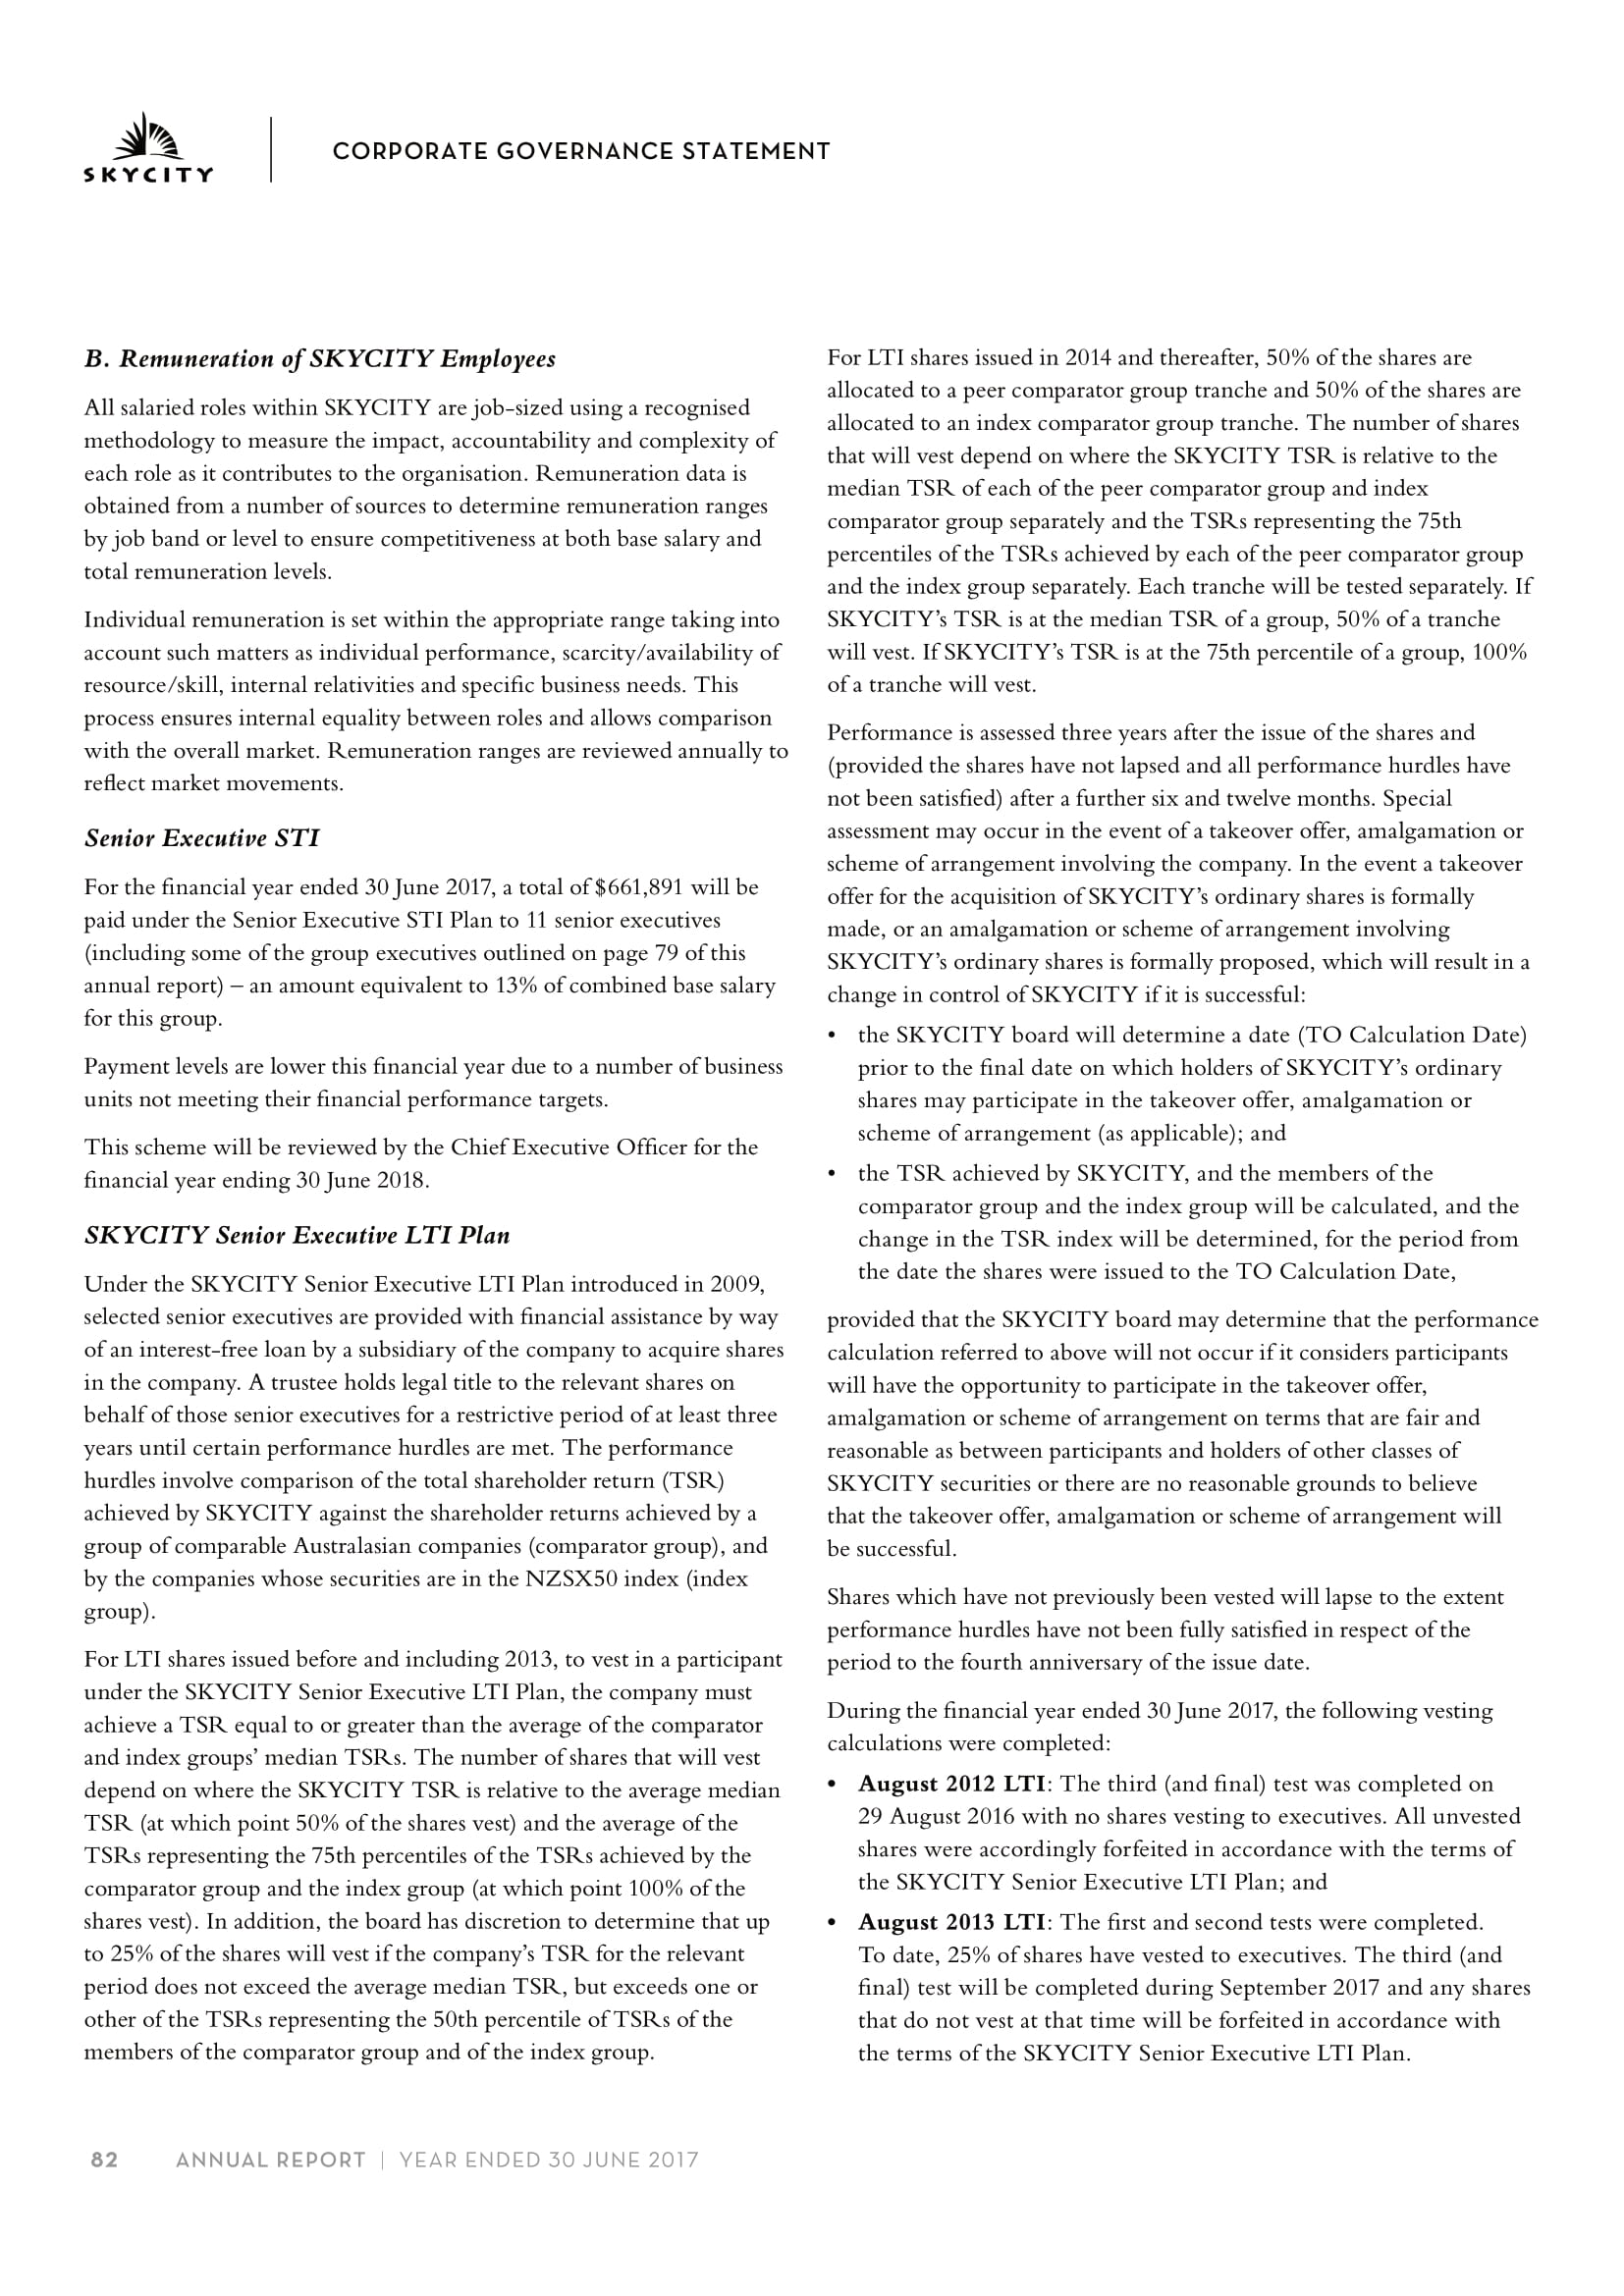 SKYCITY
CORPORATE GOVERNANCE STATEMENT
B. Remuneration of SKYCITY Employees
All salaried roles within SKYCITY are job-sized using a recognised
methodology to measure the impact, accountability and complexity of
each role as it contributes to the organisation. Remuneration data is
obtained from a number of sources to determine remuneration ranges
by job band or level to ensure competitiveness at both base salary and
total remuneration levels.
Individual remuneration is set within the appropriate range taking into
account such matters as individual performance, scarcity/availability of
resource/skill, internal relativities and specific business needs. This
process ensures internal equality between roles and allows comparison
with the overall market. Remuneration ranges are reviewed annually to
reflect market movements.
Senior Executive STI
For the financial year ended 30 June 2017, a total of $661,891 will be
paid under the Senior Executive STI Plan to 11 senior executives
(including some of the group executives outlined on page 79 of this
annual report) – an amount equivalent to 13% of combined base salary
for this group.
Payment levels are lower this financial year due to a number of business
units not meeting their financial performance targets.
This scheme will be reviewed by the Chief Executive Officer for the
financial year ending 30 June 2018.
SKYCITY Senior Executive LTI Plan
Under the SKYCITY Senior Executive LTI Plan introduced in 2009,
selected senior executives are provided with financial assistance by way
of an interest-free loan by a subsidiary of the company to acquire shares
in the company. A trustee holds legal title to the relevant shares on
behalf of those senior executives for a restrictive period of at least three
years until certain performance hurdles are met. The performance
hurdles involve comparison of the total shareholder return (TSR)
achieved by SKYCITY against the shareholder returns achieved by a
group of comparable Australasian companies (comparator group), and
by the companies whose securities are in the NZSX50 index (index
group).
For LTI shares issued before and including 2013, to vest in a participant
under the SKYCITY Senior Executive LTI Plan, the company must
achieve a TSR equal to or greater than the average of the comparator
and index groups' median TSRs. The number of shares that will vest
depend on where the SKYCITY TSR is relative to the average median
TSR (at which point 50% of the shares vest) and the average of the
TSRs representing the 75th percentiles of the TSRs achieved by the
comparator group and the index group (at which point 100% of the
shares vest). In addition, the board has discretion to determine that up
to 25% of the shares will vest if the company's TSR for the relevant
period does not exceed the average median TSR, but exceeds one or
other of the TSRs representing the 50th percentile of TSRs of the
members of the comparator group and of the index group.
For LTI shares issued in 2014 and thereafter, 50% of the shares are
allocated to a peer comparator group tranche and 50% of the shares are
allocated to an index comparator group tranche. The number of shares
that will vest depend on where the SKYCITY TSR is relative to the
median TSR of each of the peer comparator group and index
comparator group separately and the TSRs representing the 75th
percentiles of the TSRs achieved by each of the peer comparator group
and the index group separately. Each tranche will be tested separately. If
SKYCITY's TSR is at the median TSR of a group, 50% of a tranche
will vest. If SKYCITY's TSR is at the 75th percentile of a group, 100%
of a tranche will vest.
Performance is assessed three years after the issue of the shares and
(provided the shares have not lapsed and all performance hurdles have
not been satisfied) after a further six and twelve months. Special
assessment may occur in the event of a takeover offer, amalgamation or
scheme of arrangement involving the company. In the event a takeover
offer for the acquisition of SKYCITY's ordinary shares is formally
made, or an amalgamation or scheme of arrangement involving
SKYCITY's ordinary shares is formally proposed, which will result in a
change in control of SKYCITY if it is successful:
• the SKYCITY board will determine a date (TO Calculation Date)
prior to the final date on which holders of SKYCITY's ordinary
shares may participate in the takeover offer, amalgamation or
scheme of arrangement (as applicable); and
• the TSR achieved by SKYCITY, and the members of the
comparator group and the index group will be calculated, and the
change in the TSR index will be determined, for the period from
the date the shares were issued to the TO Calculation Date,
provided that the SKYCITY board may determine that the performance
calculation referred to above will not occur if it considers participants
will have the opportunity to participate in the takeover offer,
amalgamation or scheme of arrangement on terms that are fair and
reasonable as between participants and holders of other classes of
SKYCITY securities or there are no reasonable grounds to believe
that the takeover offer, amalgamation or scheme of arrangement will
be successful.
Shares which have not previously been vested will lapse to the extent
performance hurdles have not been fully satisfied in respect of the
period to the fourth anniversary of the issue date.
During the financial year ended 30 June 2017, the following vesting
calculations were completed:
• August 2012 LTI: The third (and final) test was completed on
29 August 2016 with no shares vesting to executives. All unvested
shares were accordingly forfeited in accordance with the terms of
the SKYCITY Senior Executive LTI Plan; and
• August 2013 LTI: The first and second tests were completed.
To date, 25% of shares have vested to executives. The third (and
final) test will be completed during September 2017 and any shares
that do not vest at that time will be forfeited in accordance with
the terms of the SKYCITY Senior Executive LTI Plan.
82 ANNUAL REPORT | YEAR ENDED 30 JUNE 2017